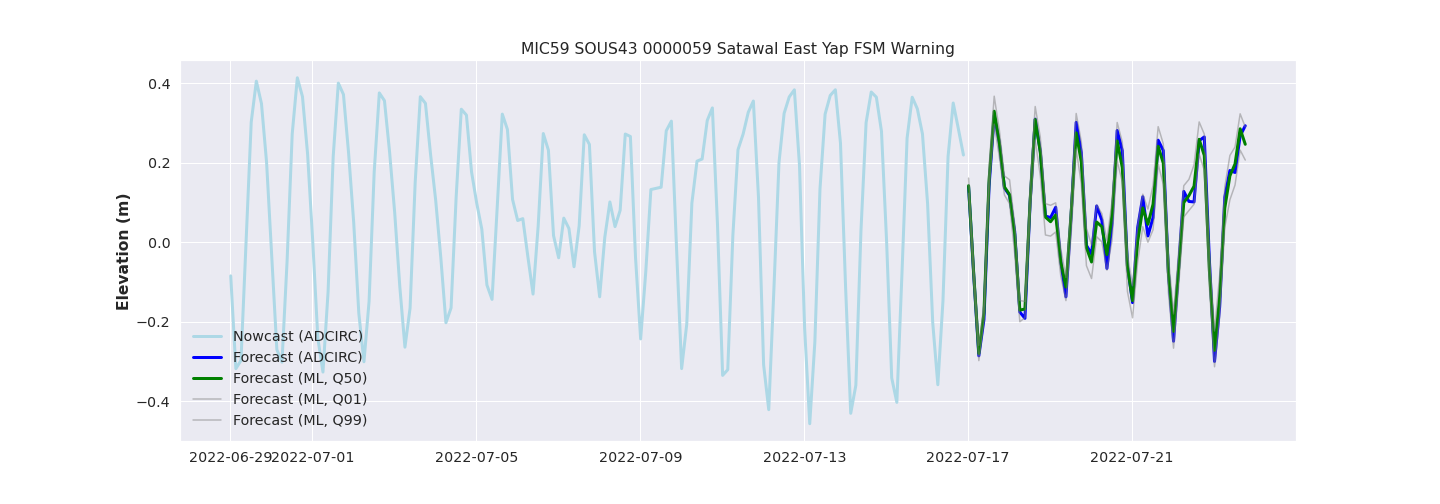 MIC59 SOUS43 0000059 Satawal East Yap FSM Warning
Elevation (m)
0.4
0.2
0.0
−0.2
−0.4
Nowcast (ADCIRC)
Forecast (ADCIRC)
Forecast (ML, Q50)
Forecast (ML, Q01)
Forecast (ML, Q99)
2022-06-29 2022-07-01 2022-07-05 2022-07-09 2022-07-13 2022-07-17 2022-07-21